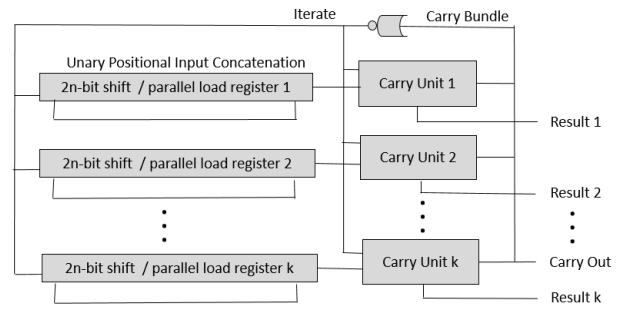 Iterate
Carry Bundle
Unary Positional Input Concatenation
2n-bit shift / parallel load register 1
Carry Unit 1
Result 1
2n-bit shift / parallel load register 2
Carry Unit 2
Result 2
2n-bit shift / parallel load register k
Carry Unit k
Carry Out
Result k